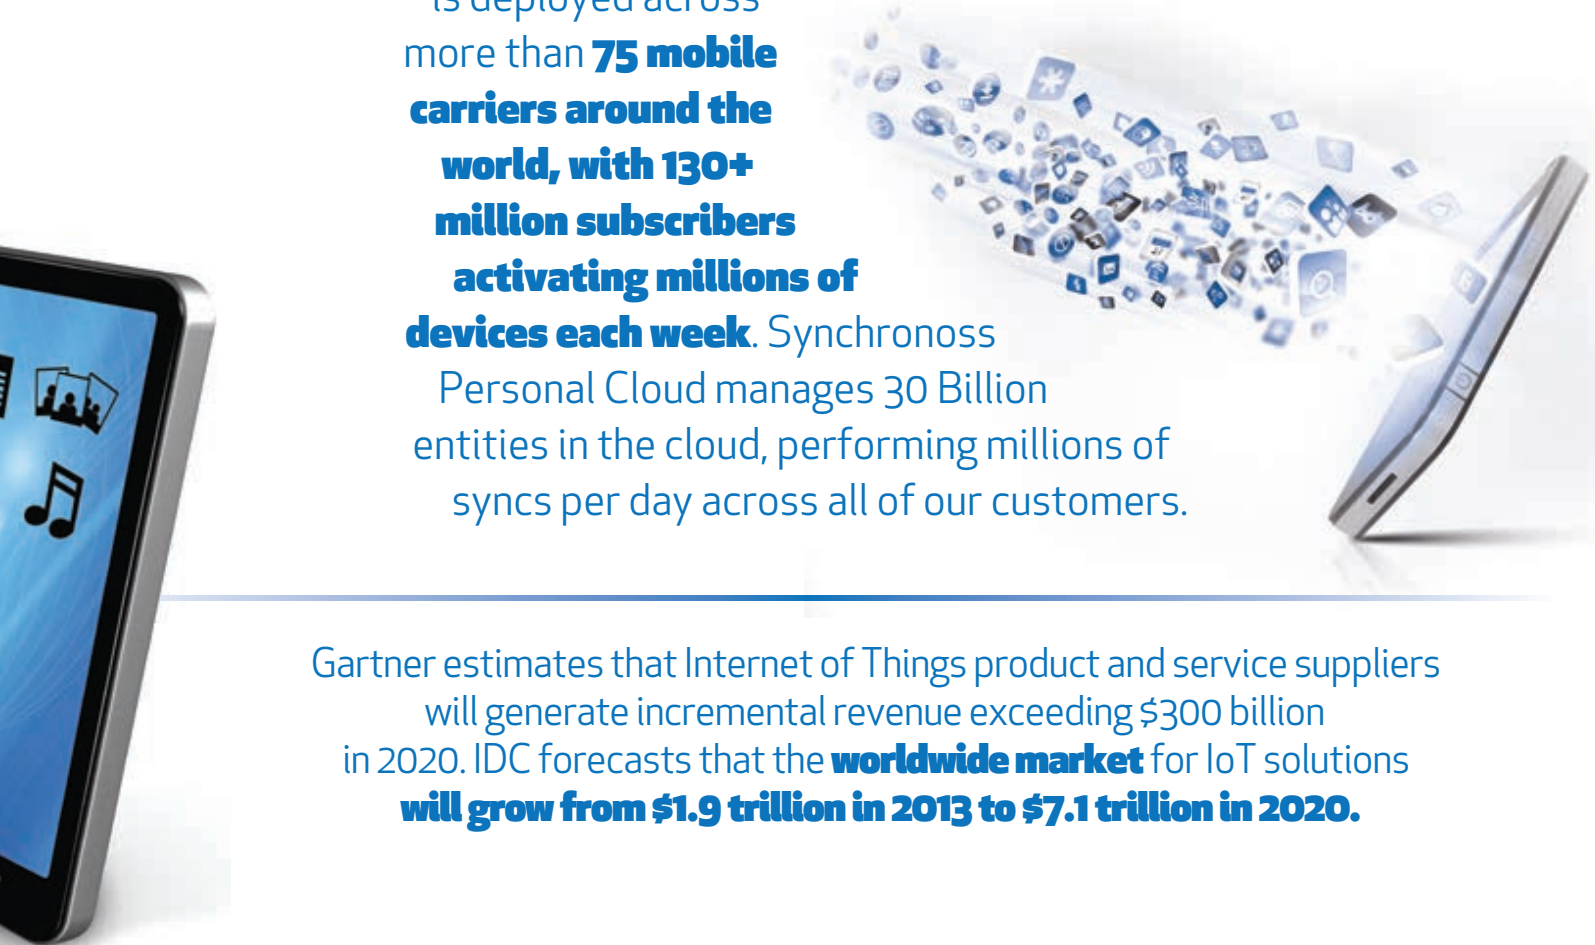 is deployed across
more than 75 mobile
carriers around the
world, with 130+
million subscribers
activating millions of
devices each week. Synchronoss
Personal Cloud manages 30 Billion
entities in the cloud, performing millions of
syncs per day across all of our customers.
Gartner estimates that Internet of Things product and service suppliers
will generate incremental revenue exceeding $300 billion
in 2020. IDC forecasts that the worldwide market for IoT solutions
will grow from $1.9 trillion in 2013 to $7.1 trillion in 2020.